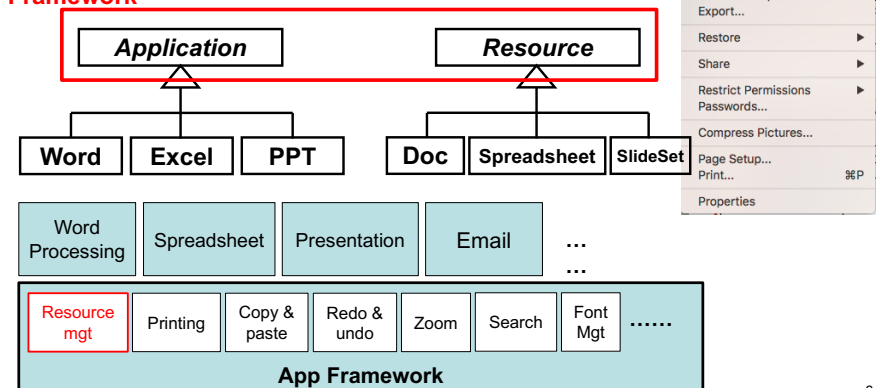 Framework
Application
Resource
Word
Excel
PPT
Doc
Spreadsheet
SlideSet
Export...
Restore
Share
Restrict Permissions
Passwords...
Compress Pictures...
Page Setup...
Print... ⌘P
Properties
Word
Processing
Spreadsheet
Presentation
Email
...
...
Resource
mgt
Printing
Copy &
paste
Redo &
undo
Zoom
Search
Font
Mgt
......
App Framework